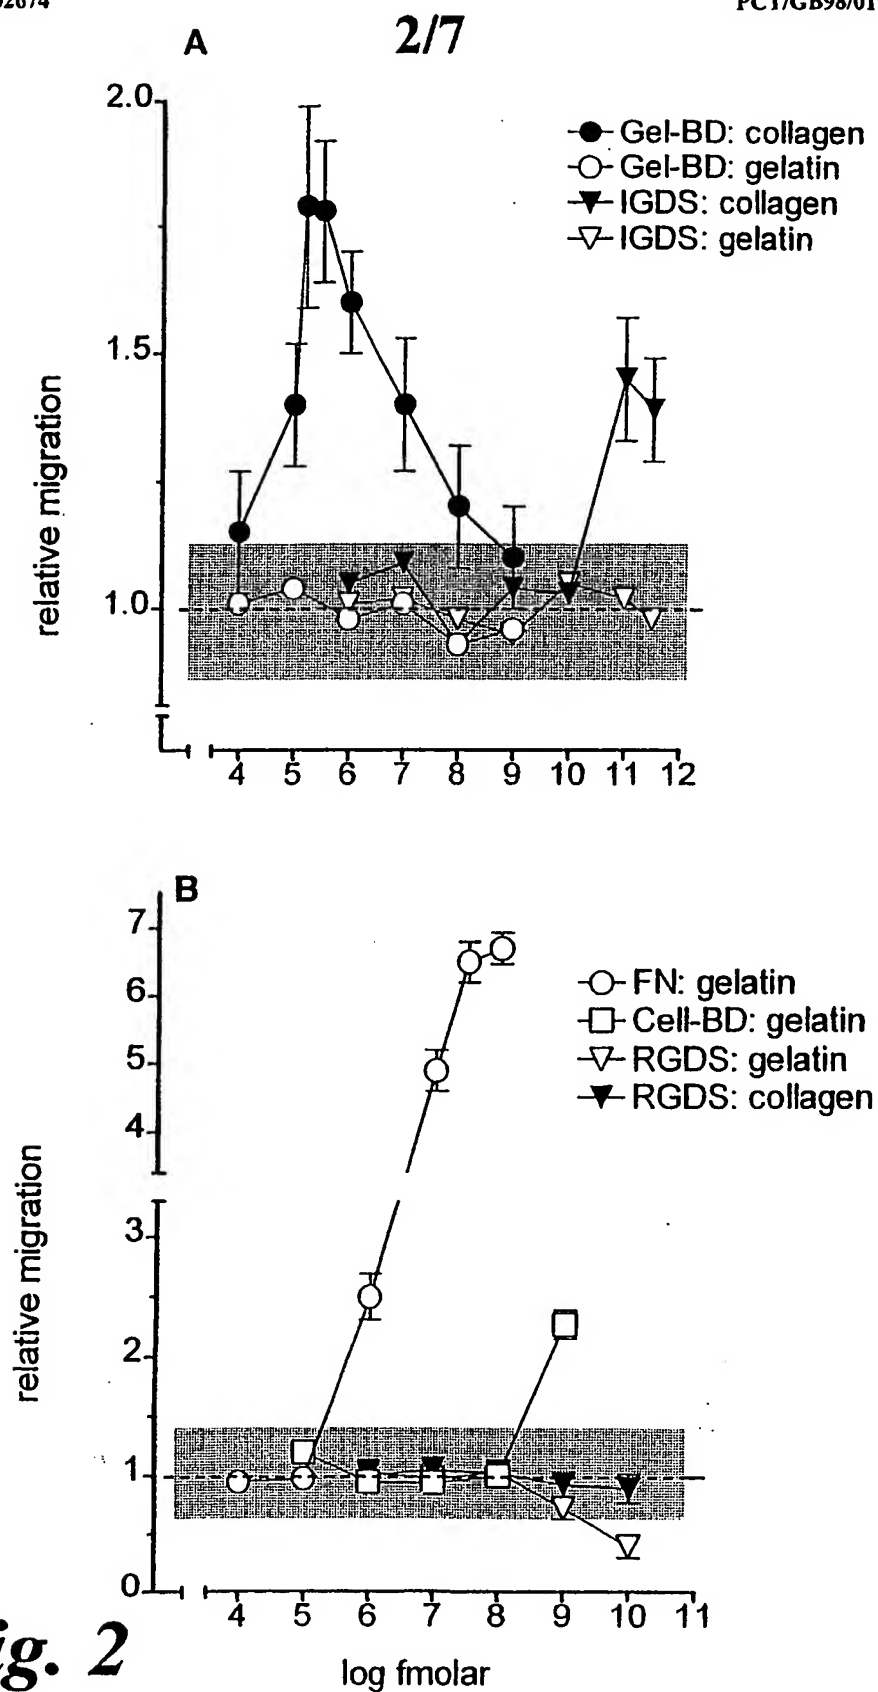 PCT/GB98/01
A
2/7
2.0
1.5
1.0
relative migration
Gel-BD: collagen
Gel-BD: gelatin
IGDS: collagen
IGDS: gelatin
4 5 6 7 8 9 10 11 12
B
7
6
5
4
3
2
1
0
relative migration
FN: gelatin
Cell-BD: gelatin
RGDS: gelatin
RGDS: collagen
4 5 6 7 8 9 10 11
log fmolar
ig. 2